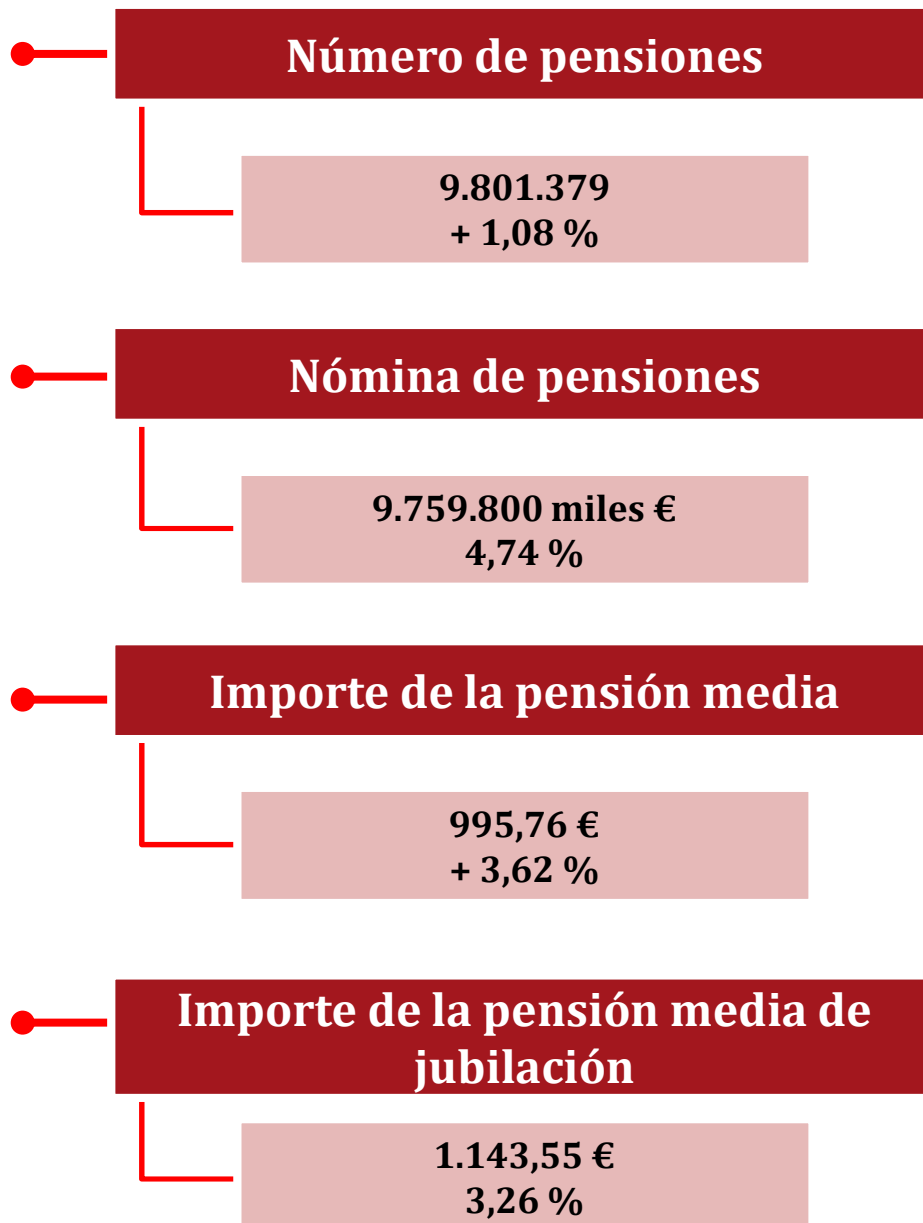 Número de pensiones
9.801.379
+ 1,08 %
Nómina de pensiones
9.759.800 miles €
4,74 %
Importe de la pensión media
995,76 €
+ 3,62 %
Importe de la pensión media de
jubilación
1.143,55 €
3,26 %